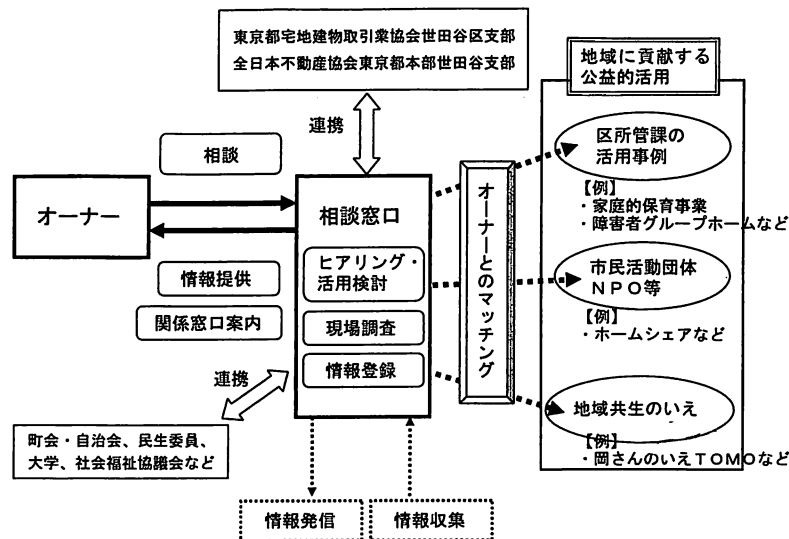 東京都宅地建物取引業協会世田谷区支部
全日本不動産協会東京都本部世田谷支部
地域に貢献する
公益的活用
連携
相談
オーナー
相談窓口
ヒアリング・
活用検討
現場調査
情報登録
情報提供
関係窓口案内
連携
町会・自治会、民生委員、
大学、社会福祉協議会など
情報発信
情報収集
オーナーとのマッチング
区所管課の
活用事例
【例】
・家庭的保育事業
・障害者グループホームなど
市民活動団体
ＮＰＯ等
【例】
・ホームシェアなど
地域共生のいえ
【例】
・岡さんのいえＴＯＭＯなど